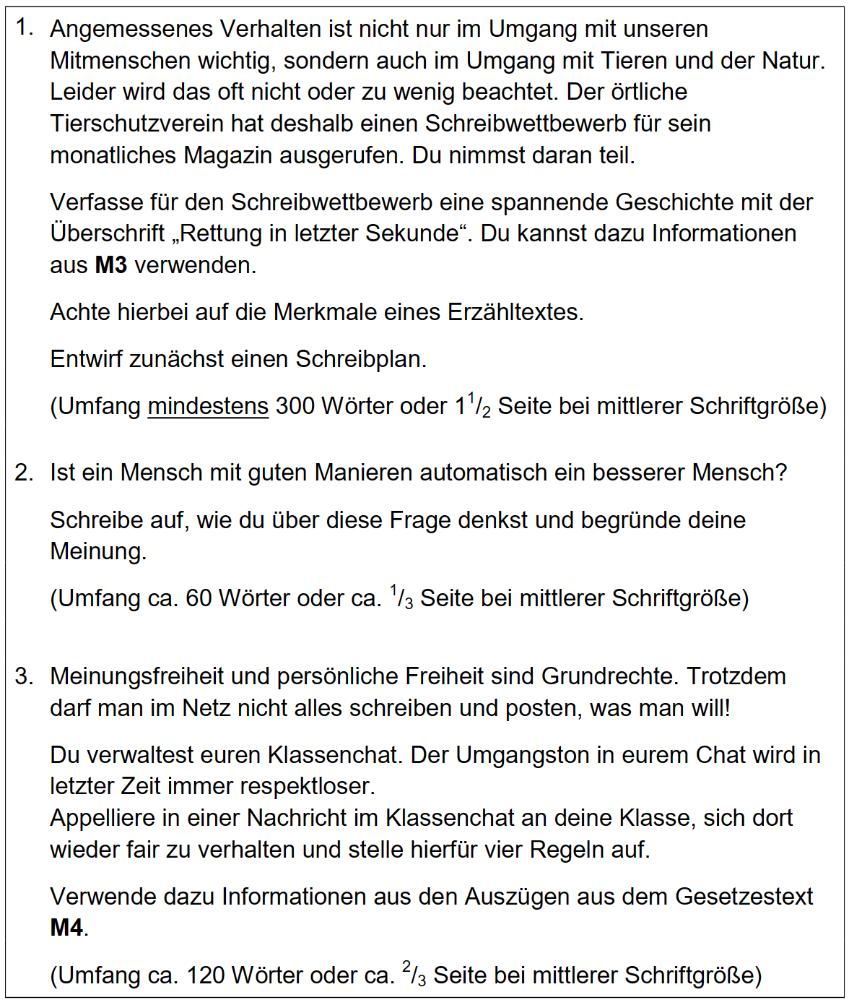 1. Angemessenes Verhalten ist nicht nur im Umgang mit unseren
Mitmenschen wichtig, sondern auch im Umgang mit Tieren und der Natur.
Leider wird das oft nicht oder zu wenig beachtet. Der örtliche
Tierschutzverein hat deshalb einen Schreibwettbewerb für sein
monatliches Magazin ausgerufen. Du nimmst daran teil.
Verfasse für den Schreibwettbewerb eine spannende Geschichte mit der
Überschrift „Rettung in letzter Sekunde“. Du kannst dazu Informationen
aus M3 verwenden.
Achte hierbei auf die Merkmale eines Erzähltextes.
Entwirf zunächst einen Schreibplan.
(Umfang mindestens 300 Wörter oder 1 1/2 Seite bei mittlerer Schriftgröße)
2. Ist ein Mensch mit guten Manieren automatisch ein besserer Mensch?
Schreibe auf, wie du über diese Frage denkst und begründe deine
Meinung.
(Umfang ca. 60 Wörter oder ca. 1/3 Seite bei mittlerer Schriftgröße)
3. Meinungsfreiheit und persönliche Freiheit sind Grundrechte. Trotzdem
darf man im Netz nicht alles schreiben und posten, was man will!
Du verwaltest euren Klassenchat. Der Umgangston in eurem Chat wird in
letzter Zeit immer respektloser.
Appelliere in einer Nachricht im Klassenchat an deine Klasse, sich dort
wieder fair zu verhalten und stelle hierfür vier Regeln auf.
Verwende dazu Informationen aus den Auszügen aus dem Gesetzestext
M4.
(Umfang ca. 120 Wörter oder ca. 2/3 Seite bei mittlerer Schriftgröße)